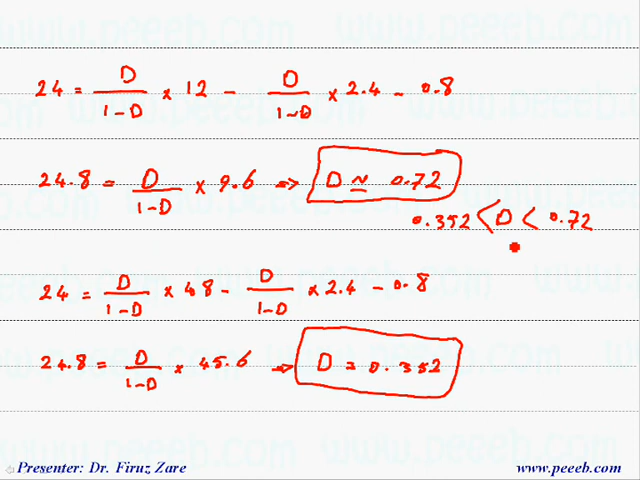 24 = D/1-D × 12 - D/1-D × 2.4 - 0.8
24.8 = D/1-D × 9.6 => D ≃ 0.72
0.352 < D < 0.72
24 = D/1-D × 48 - D/1-D × 2.4 - 0.8
24.8 = D/1-D × 45.6 => D = 0.352
Presenter: Dr. Firuz Zare
www.peeeb.com